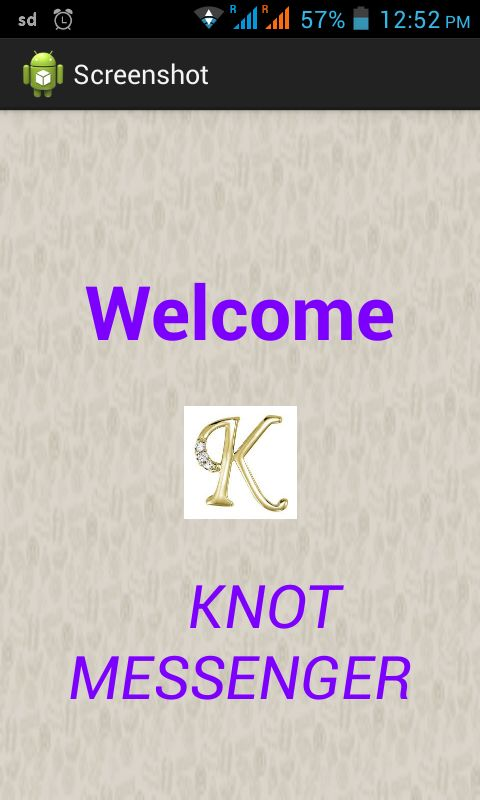 sd R R 57% 12:52 PM
Screenshot
Welcome
K
KNOT
MESSENGER